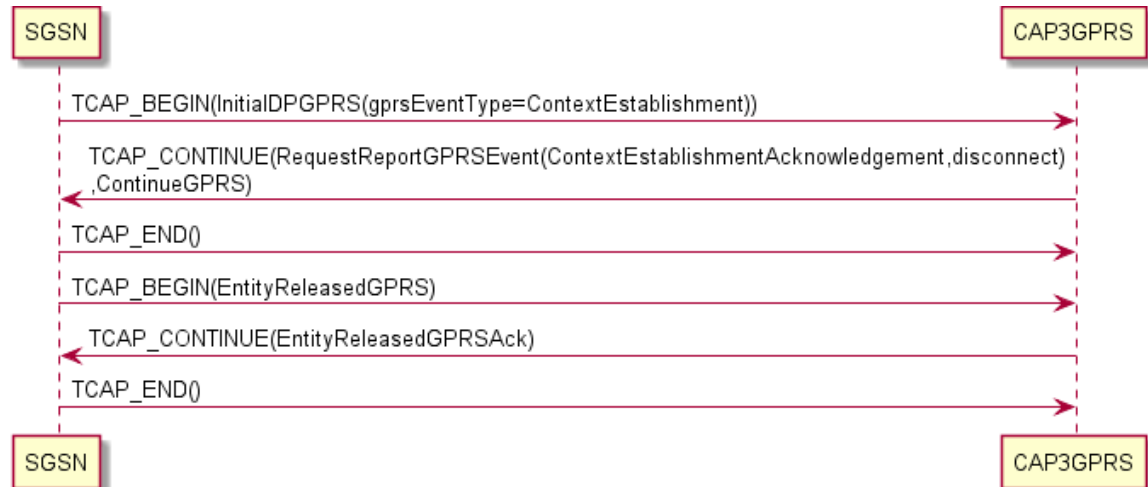 SGSN
CAP3GPRS
TCAP_BEGIN(InitialDPGPRS(gprsEventType=ContextEstablishment))
TCAP_CONTINUE(RequestReportGPRSEvent(ContextEstablishmentAcknowledgement,disconnect)
,ContinueGPRS)
TCAP_END()
TCAP_BEGIN(EntityReleasedGPRS)
TCAP_CONTINUE(EntityReleasedGPRSAck)
TCAP_END()
SGSN
CAP3GPRS